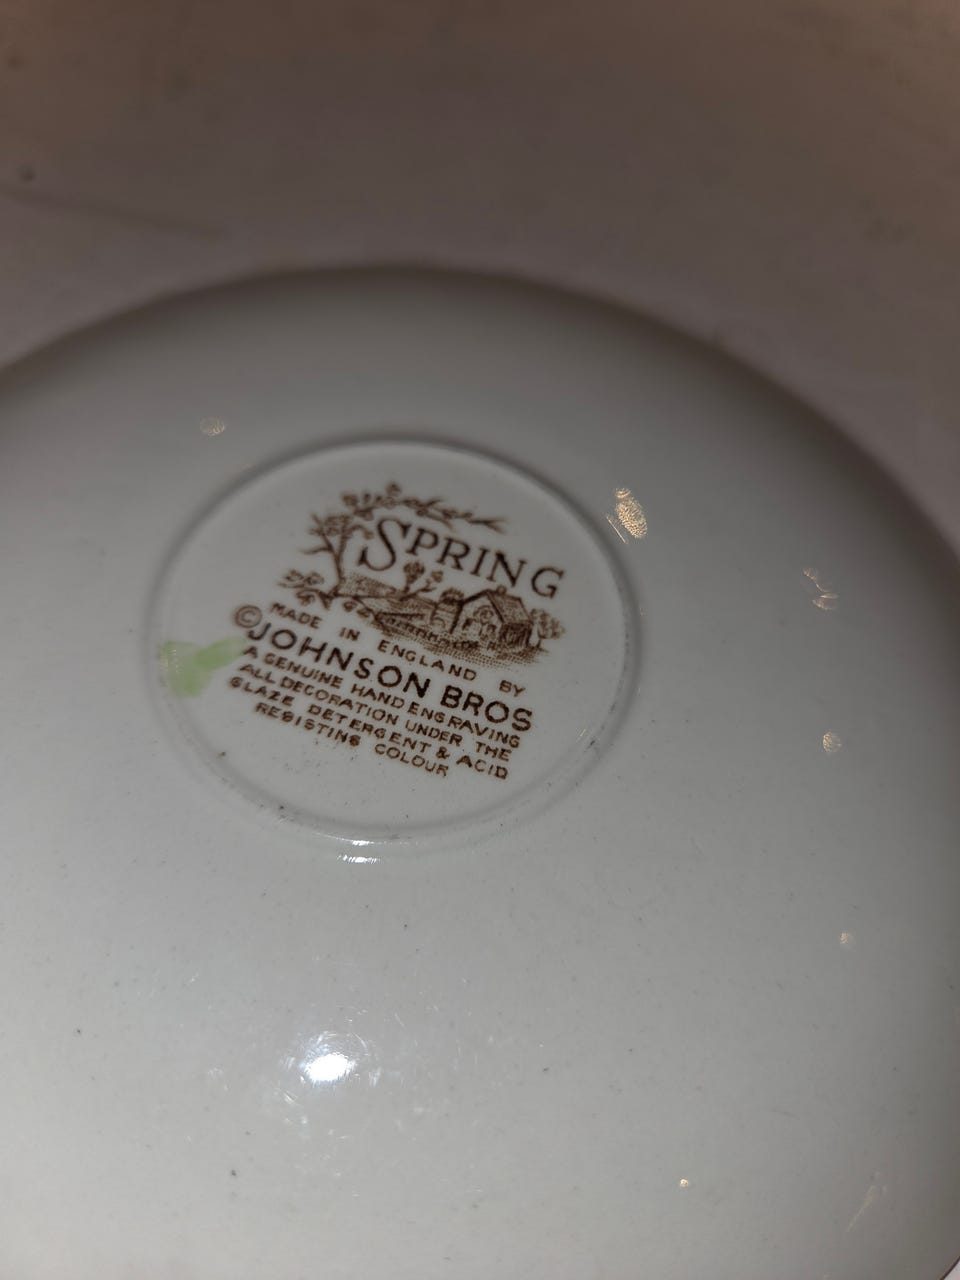 SPRING
MADE IN ENGLAND BY
©JOHNSON BROS
A GENUINE HAND ENGRAVING
ALL DECORATION UNDER THE
GLAZE DETERGENT & ACID
RESISTING COLOUR